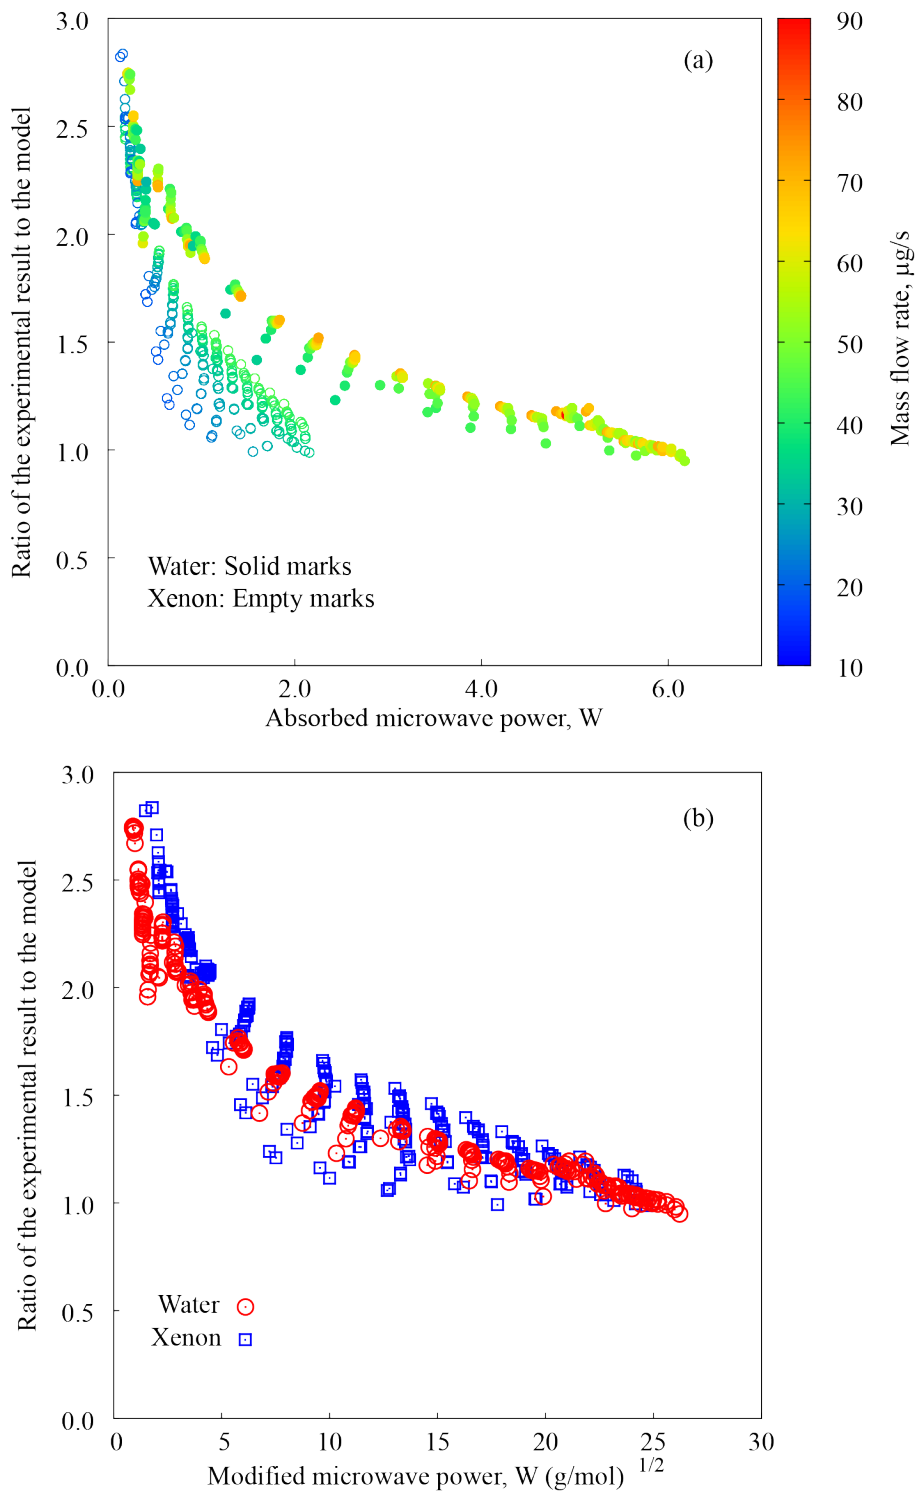 3.0
2.5
2.0
1.5
1.0
0.5
0.0
Ratio of the experimental result to the model
(a)
Water: Solid marks
Xenon: Empty marks
0.0 2.0 4.0 6.0
Absorbed microwave power, W
90
80
70
60
50
40
30
20
10
Mass flow rate, μg/s
3.0
2.5
2.0
1.5
1.0
0.5
0.0
Ratio of the experimental result to the model
(b)
Water
Xenon
0 5 10 15 20 25 30
Modified microwave power, W (g/mol) 1/2